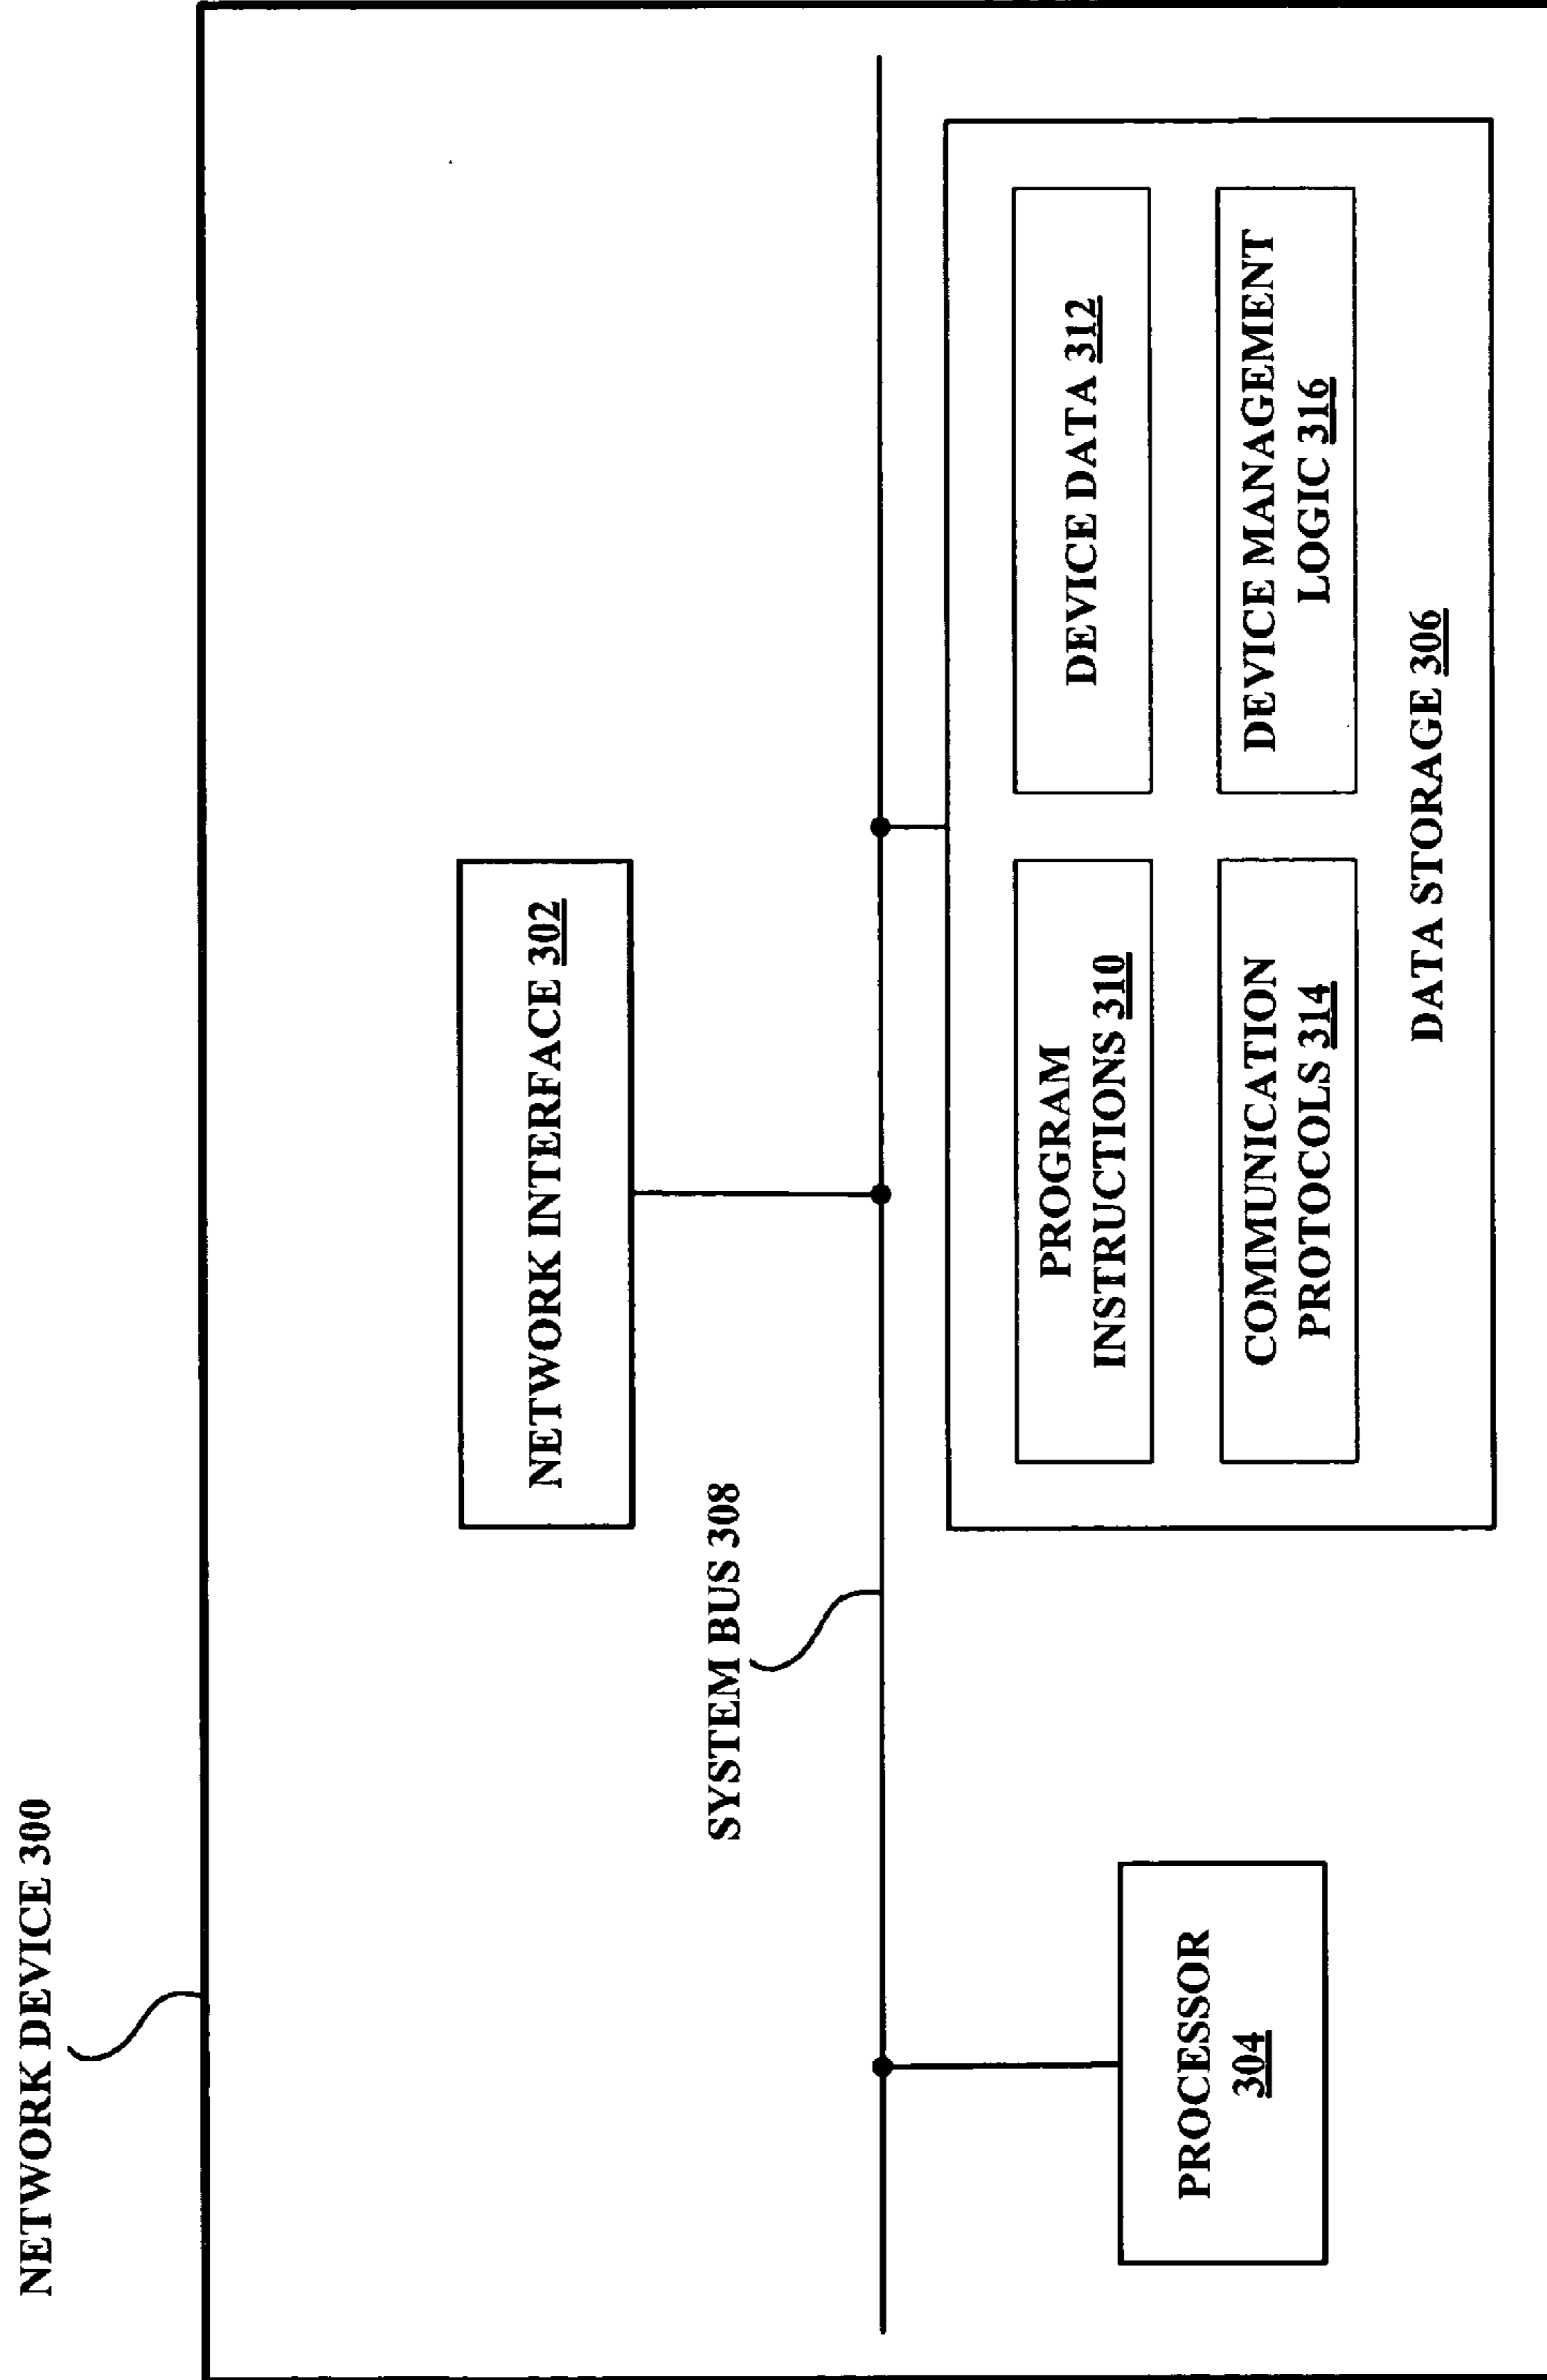 NETWORK DEVICE 300
NETWORK INTERFACE 302
SYSTEM BUS 308
PROCESSOR
304
PROGRAM
INSTRUCTIONS 310
DEVICE DATA 312
COMMUNICATION
PROTOCOLS 314
DEVICE MANAGEMENT
LOGIC 316
DATA STORAGE 306